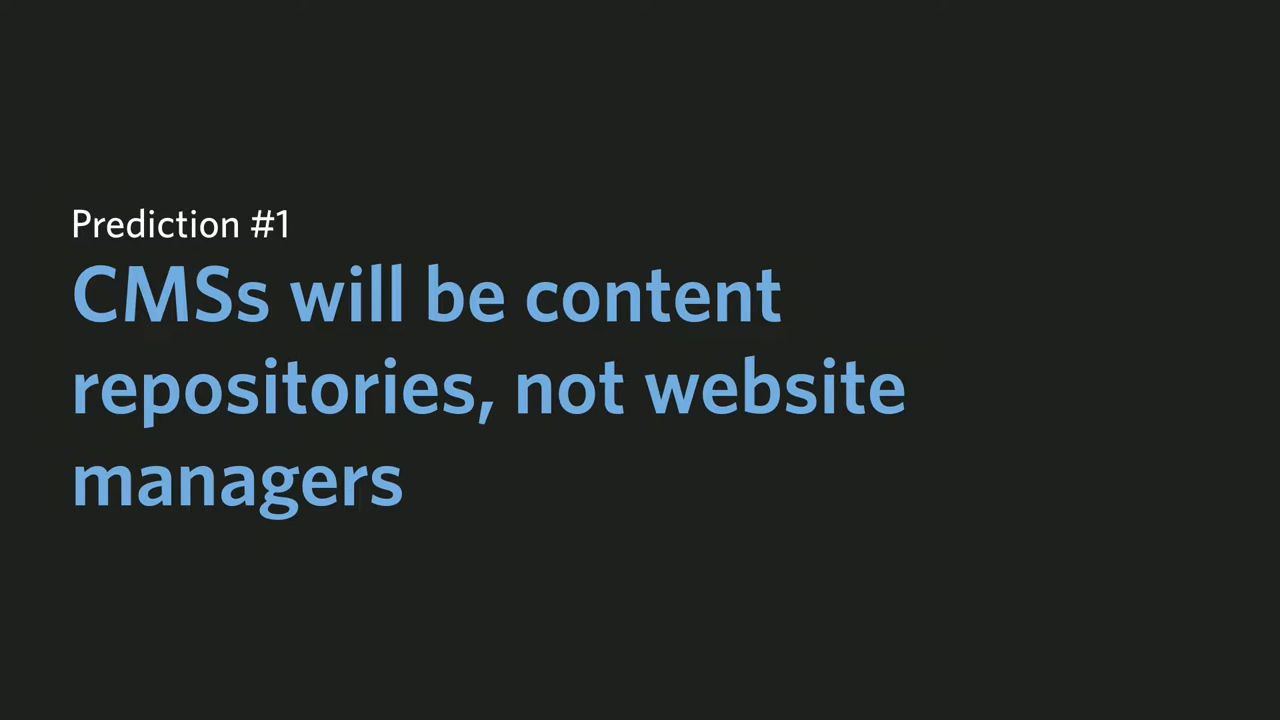 Prediction #1
CMSs will be content
repositories, not website
managers